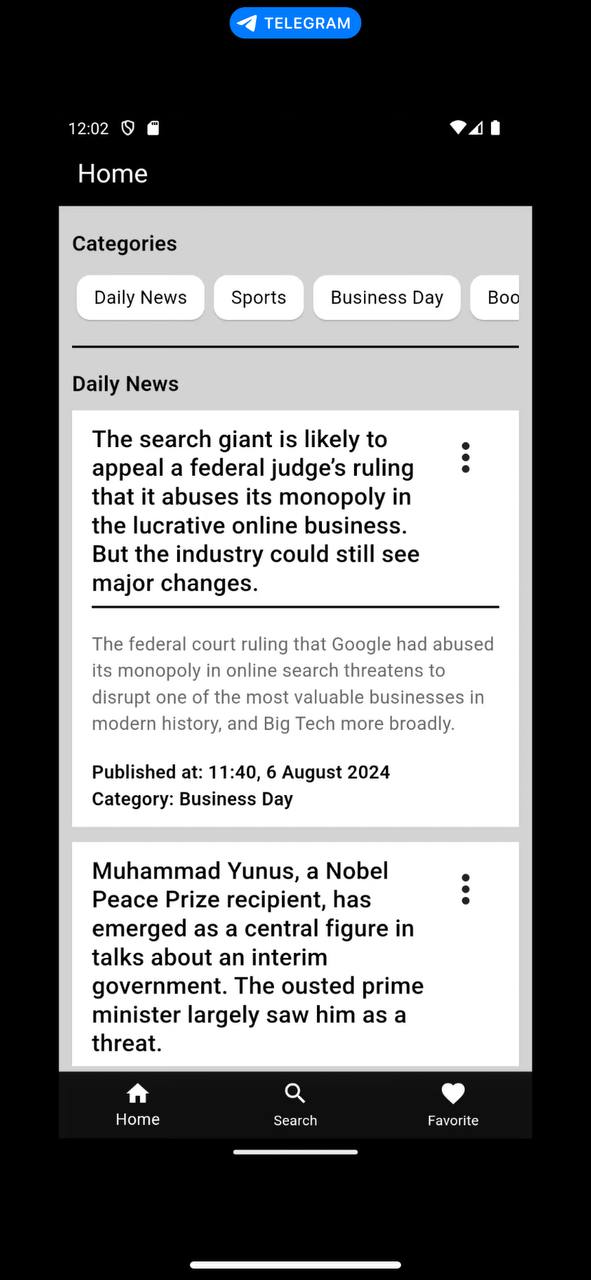 TELEGRAM
12:02
Home
Categories
Daily News
Sports
Business Day
Boo
Daily News
The search giant is likely to
appeal a federal judge’s ruling
that it abuses its monopoly in
the lucrative online business.
But the industry could still see
major changes.
The federal court ruling that Google had abused
its monopoly in online search threatens to
disrupt one of the most valuable businesses in
modern history, and Big Tech more broadly.
Published at: 11:40, 6 August 2024
Category: Business Day
Muhammad Yunus, a Nobel
Peace Prize recipient, has
emerged as a central figure in
talks about an interim
government. The ousted prime
minister largely saw him as a
threat.
Home
Search
Favorite